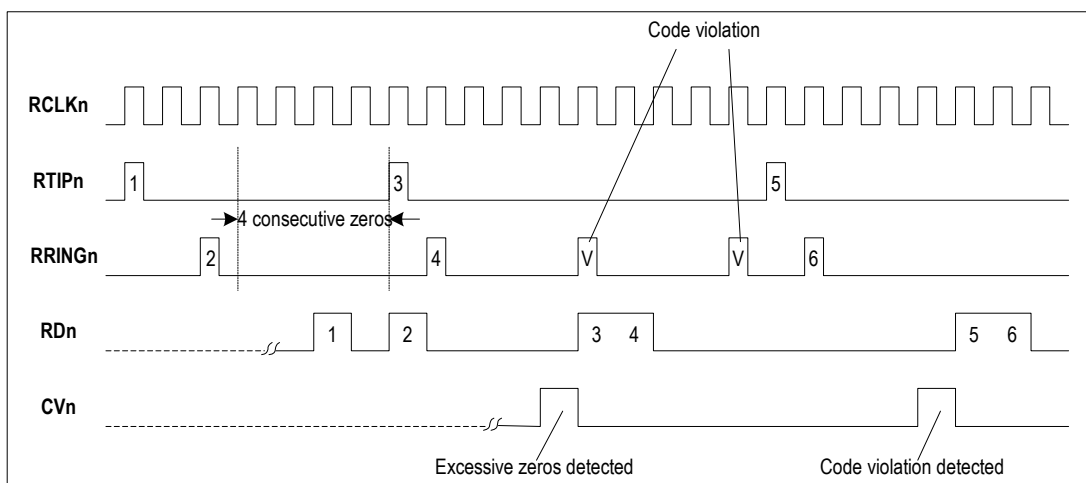 Code violation
RCLKn
RTIPn 1 3 5
4 consecutive zeros
RRINGn 2 4 V V 6
RDn 1 2 3 4 5 6
CVn
Excessive zeros detected Code violation detected